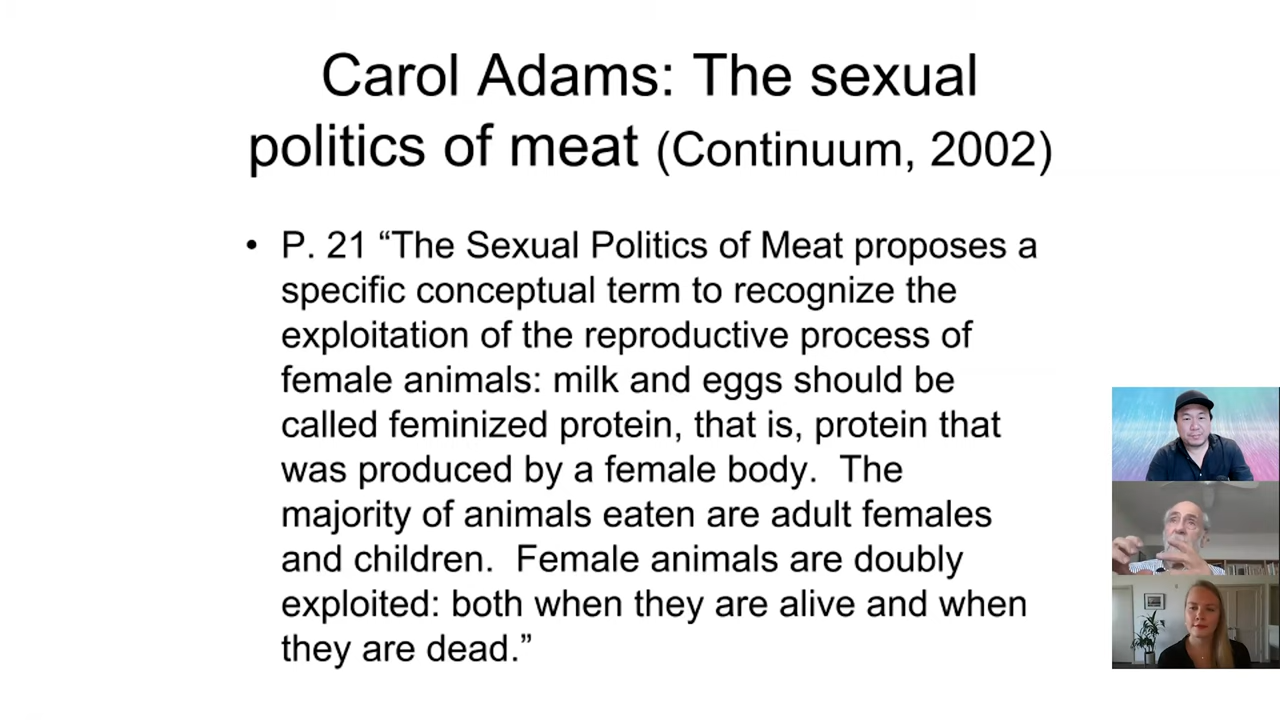 Carol Adams: The sexual
politics of meat (Continuum, 2002)
• P. 21 “The Sexual Politics of Meat proposes a
specific conceptual term to recognize the
exploitation of the reproductive process of
female animals: milk and eggs should be
called feminized protein, that is, protein that
was produced by a female body.  The
majority of animals eaten are adult females
and children.  Female animals are doubly
exploited: both when they are alive and when
they are dead.”